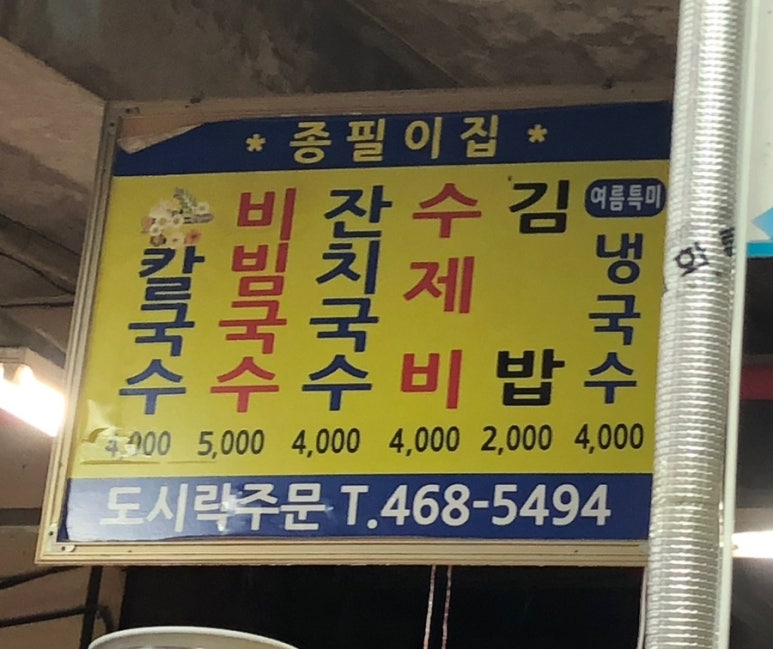 * 종필이집 *
칼국수
비빔국수
잔치국수
수제비
김밥
여름특미
냉국수
4,000 5,000 4,000 4,000 2,000 4,000
도시락주문 T.468-5494